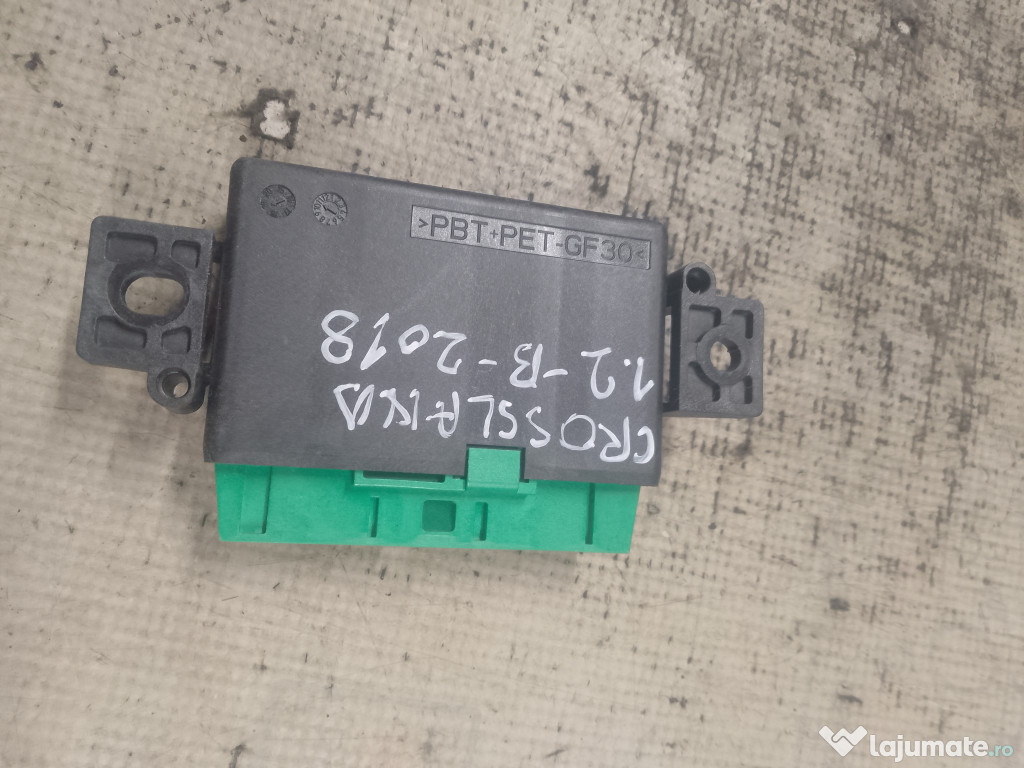 >PBT+PET-GF30<
CROSSLAND
1.2-B-2018
lajumate.ro